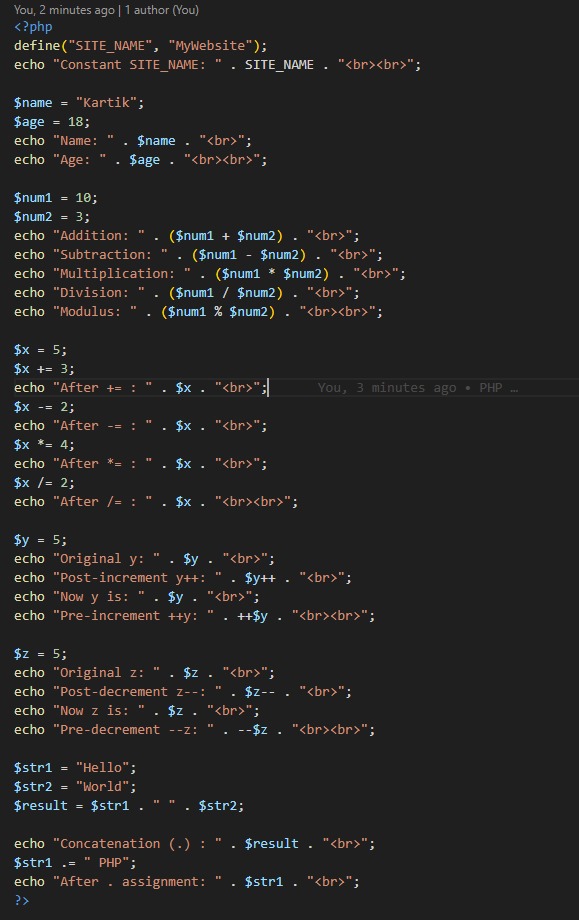 You, 2 minutes ago | 1 author (You)
<?php
define("SITE_NAME", "MyWebsite");
echo "Constant SITE_NAME: " . SITE_NAME . "<br><br>";

$name = "Kartik";
$age = 18;
echo "Name: " . $name . "<br>";
echo "Age: " . $age . "<br><br>";

$num1 = 10;
$num2 = 3;
echo "Addition: " . ($num1 + $num2) . "<br>";
echo "Subtraction: " . ($num1 - $num2) . "<br>";
echo "Multiplication: " . ($num1 * $num2) . "<br>";
echo "Division: " . ($num1 / $num2) . "<br>";
echo "Modulus: " . ($num1 % $num2) . "<br><br>";

$x = 5;
$x += 3;
echo "After += : " . $x . "<br>"; You, 3 minutes ago • PHP …
$x -= 2;
echo "After -= : " . $x . "<br>";
$x *= 4;
echo "After *= : " . $x . "<br>";
$x /= 2;
echo "After /= : " . $x . "<br><br>";

$y = 5;
echo "Original y: " . $y . "<br>";
echo "Post-increment y++: " . $y++ . "<br>";
echo "Now y is: " . $y . "<br>";
echo "Pre-increment ++y: " . ++$y . "<br><br>";

$z = 5;
echo "Original z: " . $z . "<br>";
echo "Post-decrement z--: " . $z-- . "<br>";
echo "Now z is: " . $z . "<br>";
echo "Pre-decrement --z: " . --$z . "<br><br>";

$str1 = "Hello";
$str2 = "World";
$result = $str1 . " " . $str2;

echo "Concatenation (.) : " . $result . "<br>";
$str1 .= " PHP";
echo "After . assignment: " . $str1 . "<br>";
?>